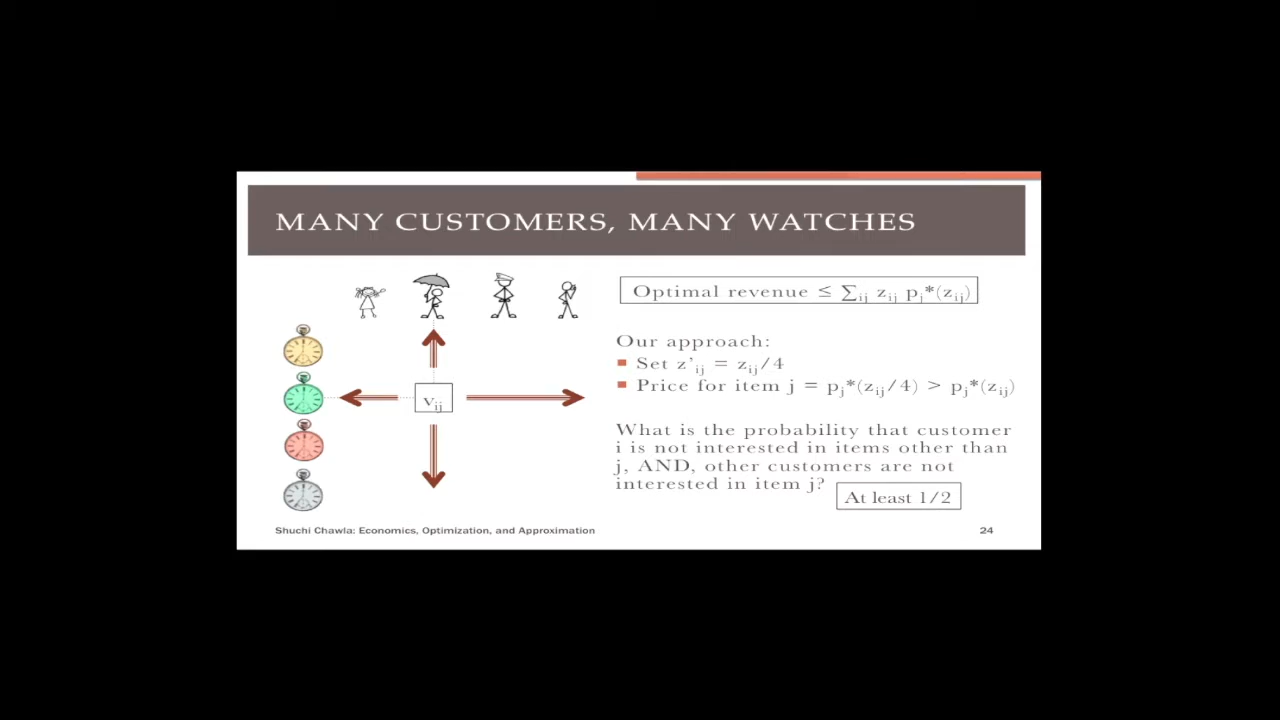 MANY CUSTOMERS, MANY WATCHES
Optimal revenue ≤ ∑ij zij pj*(zij)
Our approach:
Set z'ij = zij/4
Price for item j = pj*(zij/4) > pj*(zij)
vij
What is the probability that customer
i is not interested in items other than
j, AND, other customers are not
interested in item j?
At least 1/2
Shuchi Chawla: Economics, Optimization, and Approximation
24